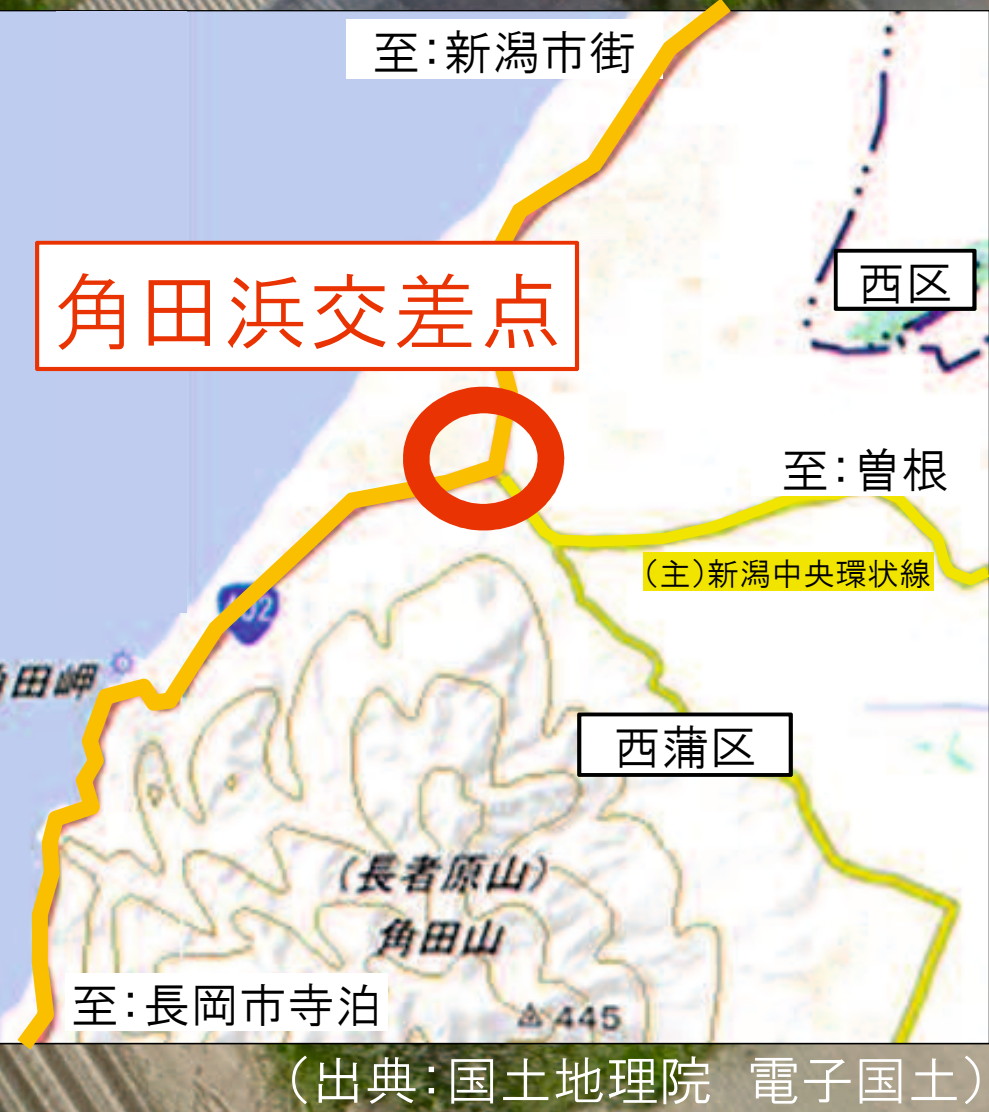 至:新潟市街
西区
角田浜交差点
至:曽根
(主)新潟中央環状線
田岬
西蒲区
(長者原山)
角田山
至:長岡市寺泊
445
(出典:国土地理院 電子国土)